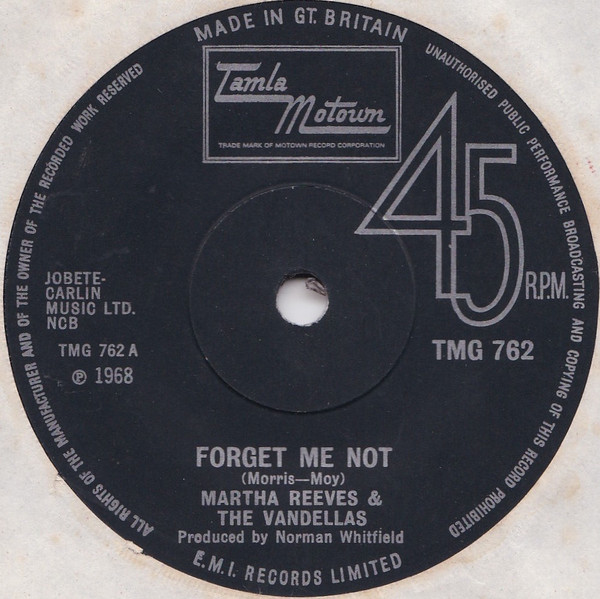 MADE IN GT. BRITAIN
UNAUTHORISED PUBLIC PERFORMANCE BROADCASTING AND COPYING OF THIS RECORD PROHIBITED
ALL RIGHTS OF THE MANUFACTURER AND OF THE OWNER OF THE RECORDED WORK RESERVED
Tamla
Motown
TRADE MARK OF MOTOWN RECORD CORPORATION
45
R.P.M.
JOBETE-
CARLIN
MUSIC LTD.
NCB
TMG 762 A
℗ 1968
TMG 762
FORGET ME NOT
(Morris—Moy)
MARTHA REEVES &
THE VANDELLAS
Produced by Norman Whitfield
E.M.I. RECORDS LIMITED